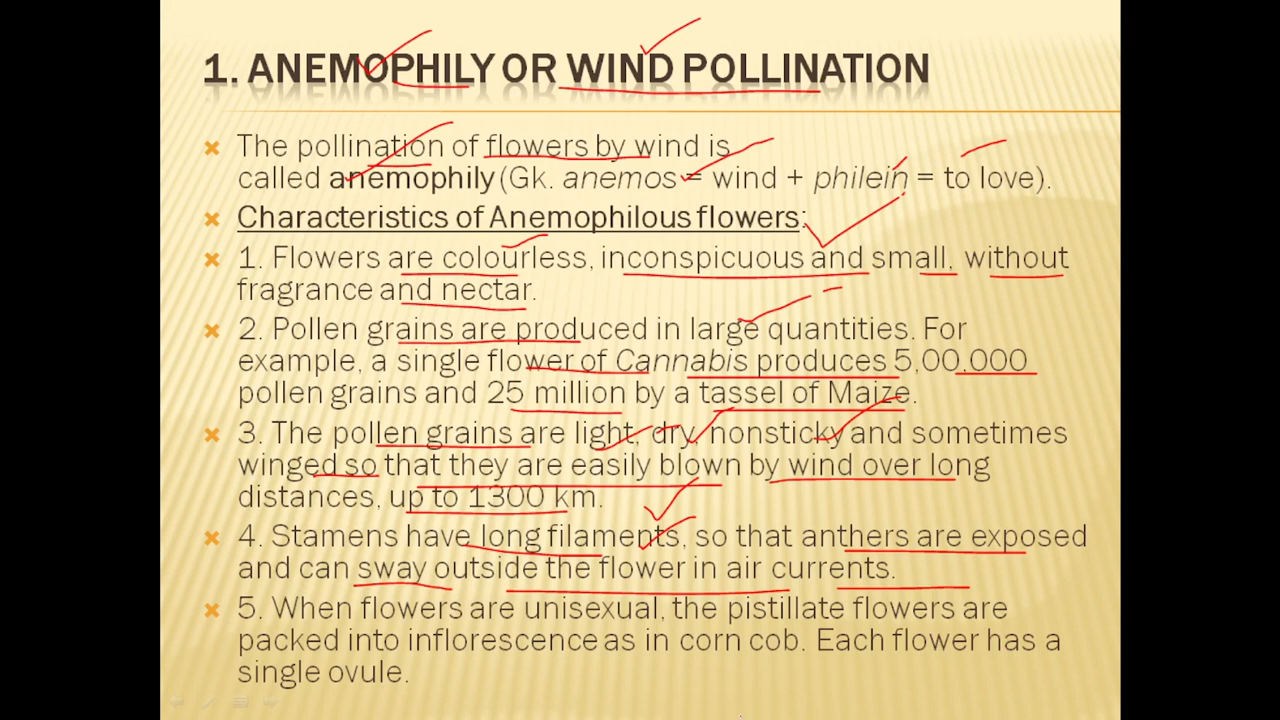 1. ANEMOPHILY OR WIND POLLINATION
The pollination of flowers by wind is
called anemophily (Gk. anemos = wind + philein = to love).
Characteristics of Anemophilous flowers:
1. Flowers are colourless, inconspicuous and small, without
fragrance and nectar.
2. Pollen grains are produced in large quantities. For
example, a single flower of Cannabis produces 5,00,000
pollen grains and 25 million by a tassel of Maize.
3. The pollen grains are light, dry, nonsticky and sometimes
winged so that they are easily blown by wind over long
distances, up to 1300 km.
4. Stamens have long filaments, so that anthers are exposed
and can sway outside the flower in air currents.
5. When flowers are unisexual, the pistillate flowers are
packed into inflorescence as in corn cob. Each flower has a
single ovule.